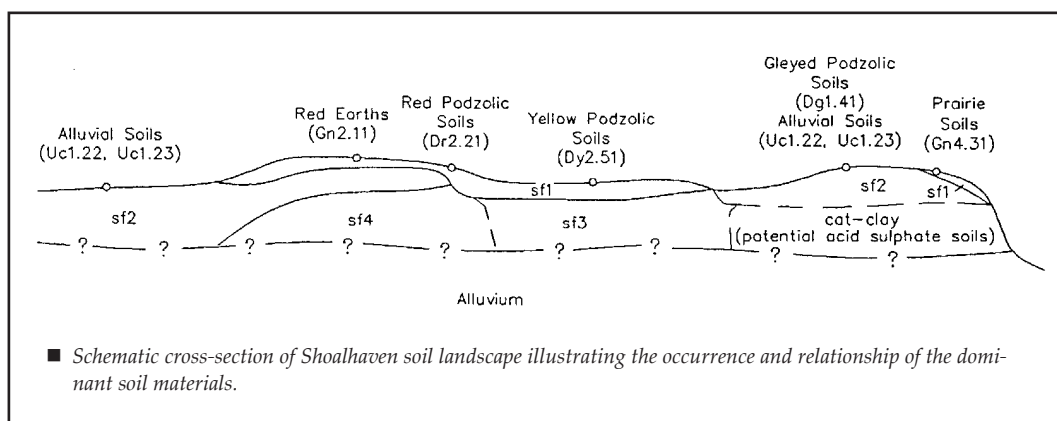 Gleyed Podzolic
Soils
(Dg1.41)
Alluvial Soils
(Uc1.22, Uc1.23)
Prairie
Soils
(Gn4.31)
Red Earths
(Gn2.11)
Red Podzolic
Soils
(Dr2.21)
Yellow Podzolic
Soils
(Dy2.51)
Alluvial Soils
(Uc1.22, Uc1.23)
sf1
sf2
sf1
sf2
sf4
sf3
cat-clay
(potential acid sulphate soils)
? ? ? ? ? ? ? ? ?
Alluvium
■ Schematic cross-section of Shoalhaven soil landscape illustrating the occurrence and relationship of the domi-
nant soil materials.